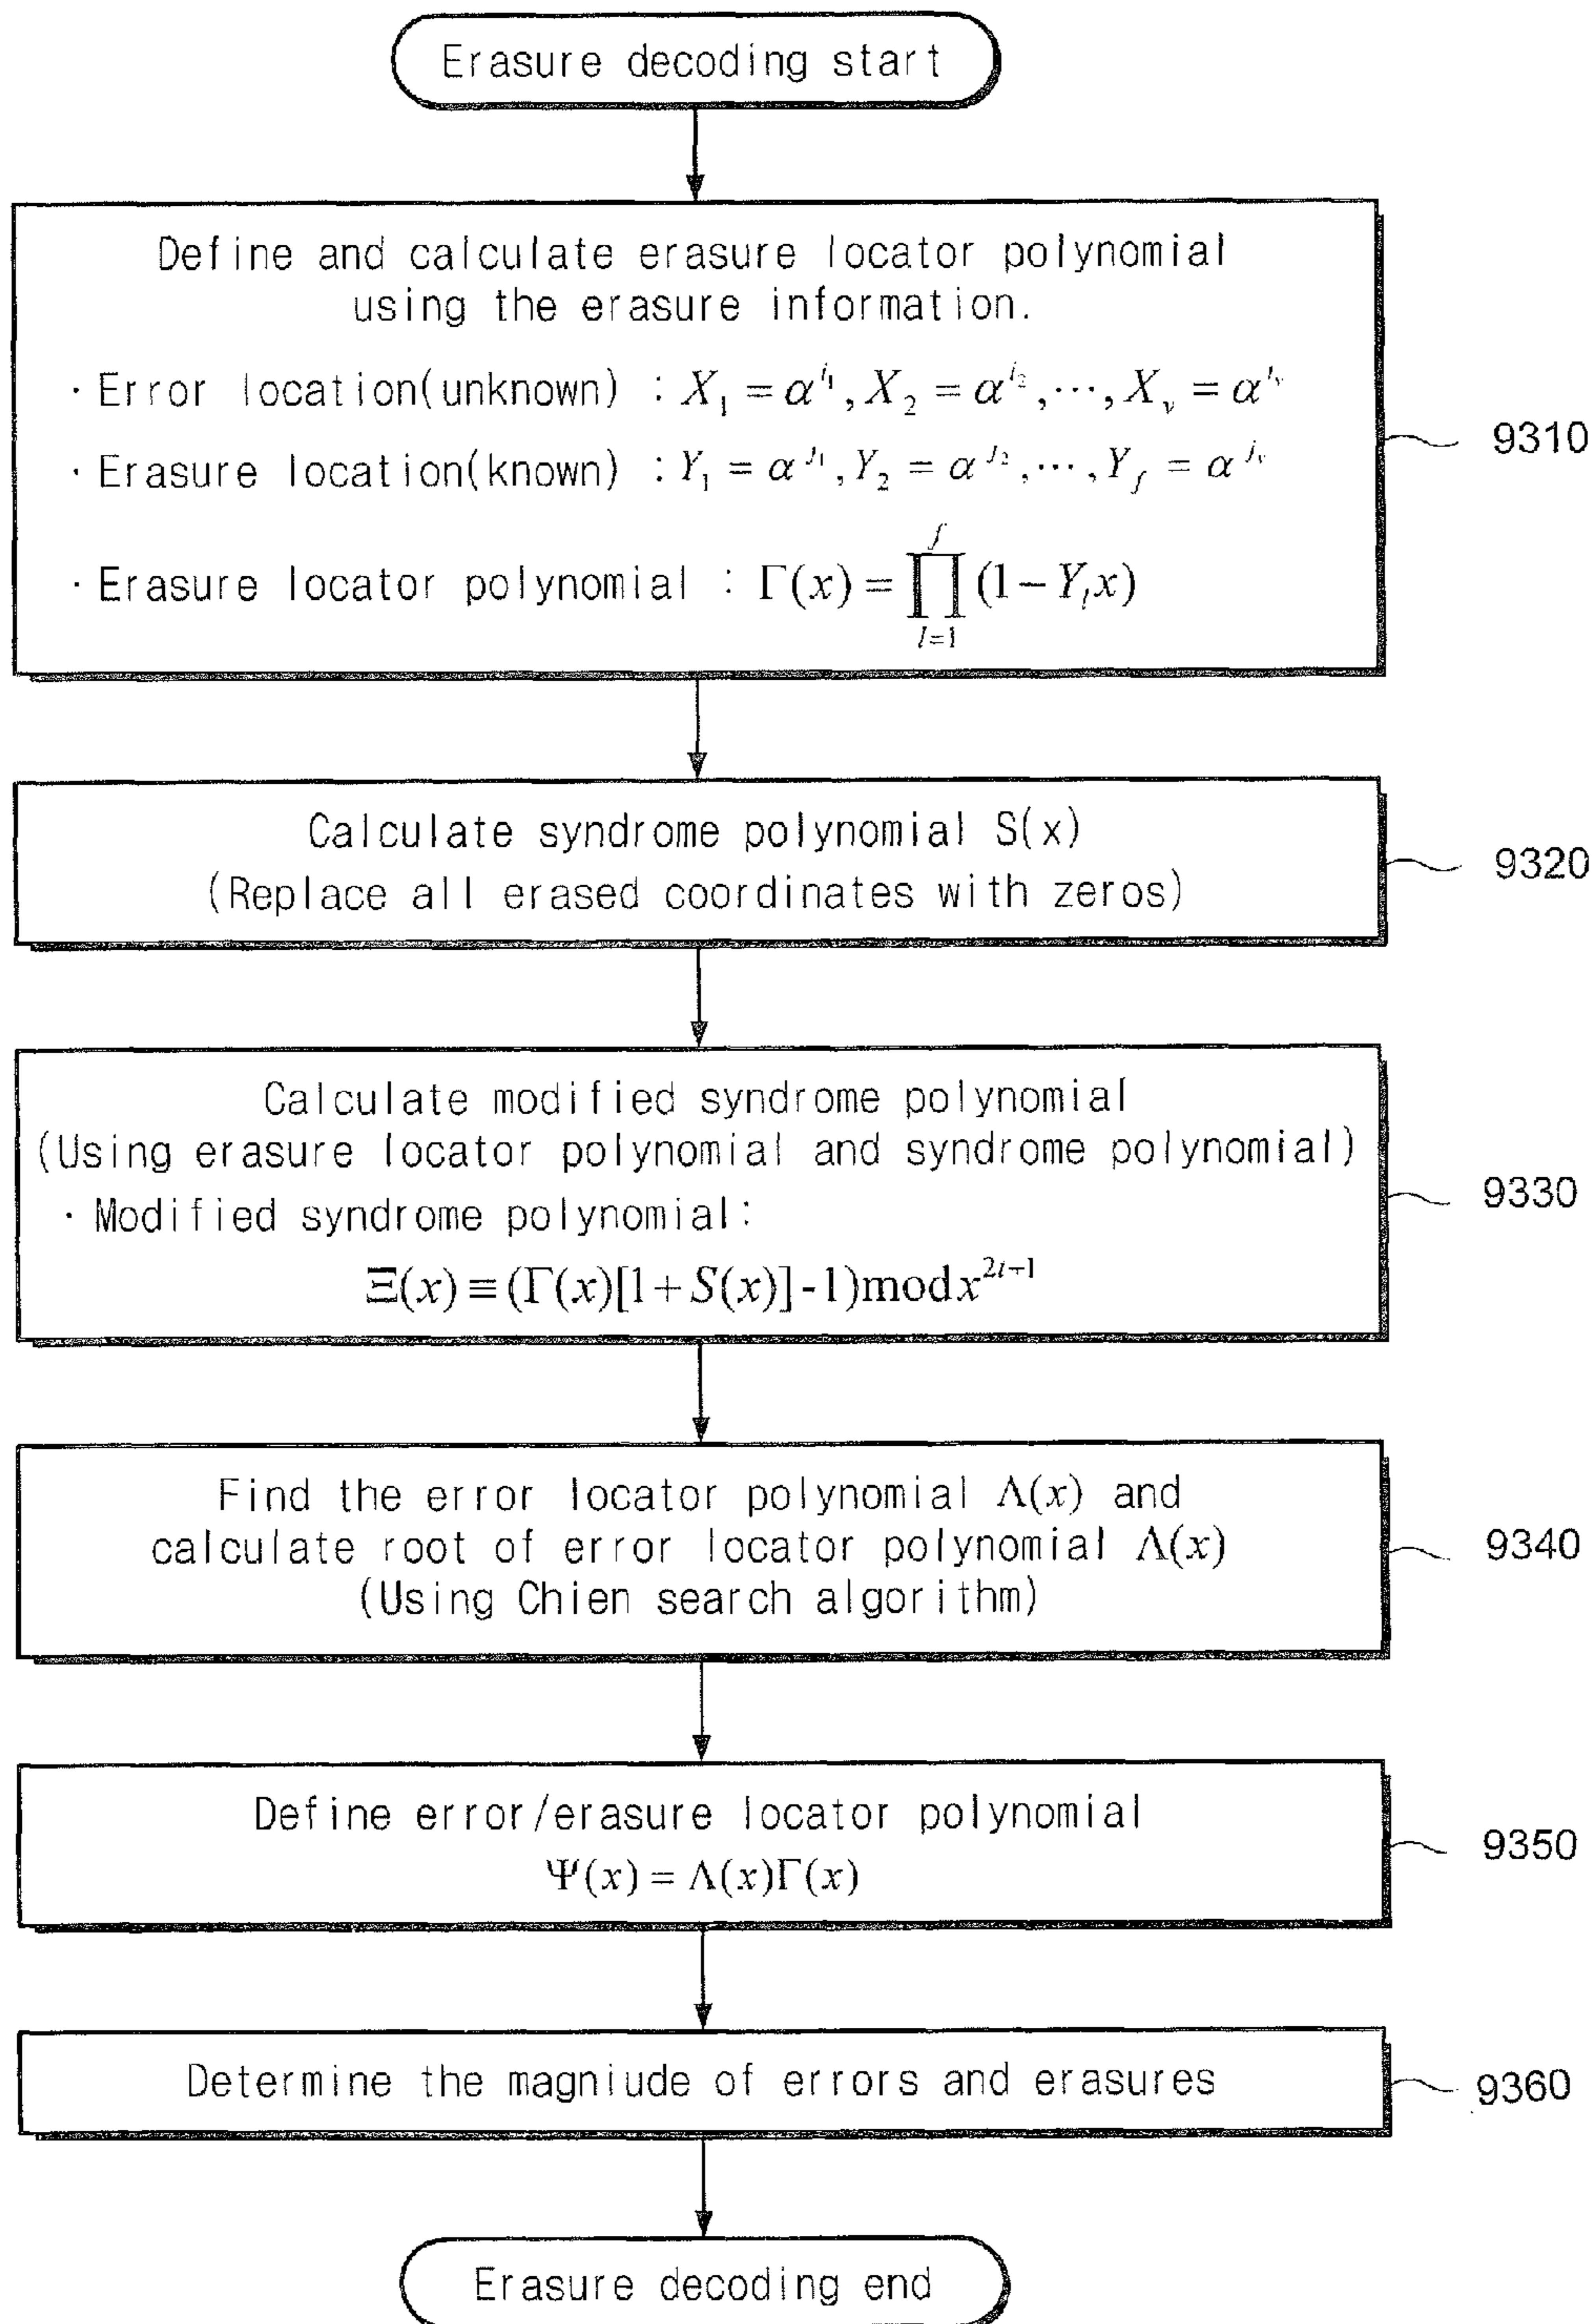 Erasure decoding start
Define and calculate erasure locator polynomial
using the erasure information.
· Error location(unknown) : X₁ = α^{i₁}, X₂ = α^{i₂}, ⋯, X_v = α^{i_v}
· Erasure location(known) : Y₁ = α^{j₁}, Y₂ = α^{j₂}, ⋯, Y_f = α^{j_v}
· Erasure locator polynomial : Γ(x) = ∏_{l=1}^{f} (1 − Y_l x)
9310
Calculate syndrome polynomial S(x)
(Replace all erased coordinates with zeros)
9320
Calculate modified syndrome polynomial
(Using erasure locator polynomial and syndrome polynomial)
· Modified syndrome polynomial:
Ξ(x) ≡ (Γ(x)[1 + S(x)] - 1) mod x^{2t+1}
9330
Find the error locator polynomial Λ(x) and
calculate root of error locator polynomial Λ(x)
(Using Chien search algorithm)
9340
Define error/erasure locator polynomial
Ψ(x) = Λ(x)Γ(x)
9350
Determine the magniude of errors and erasures
9360
Erasure decoding end